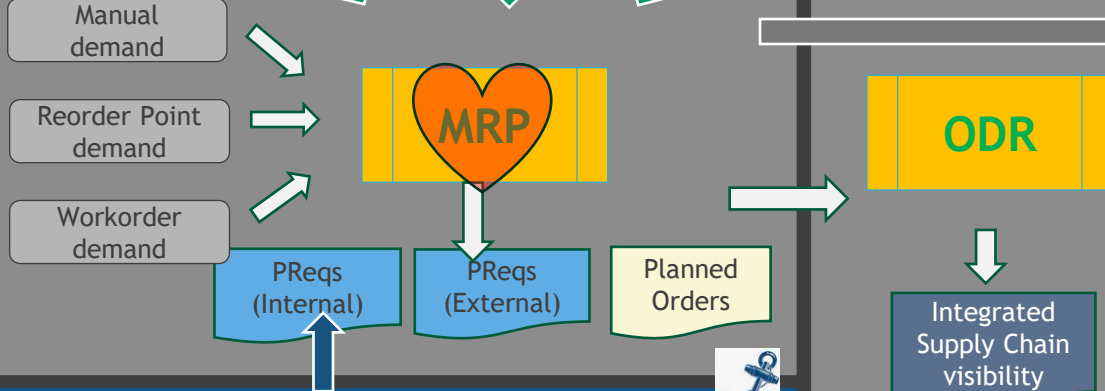 Manual
demand
Reorder Point
demand
Workorder
demand
MRP
PReqs
(Internal)
PReqs
(External)
Planned
Orders
ODR
Integrated
Supply Chain
visibility